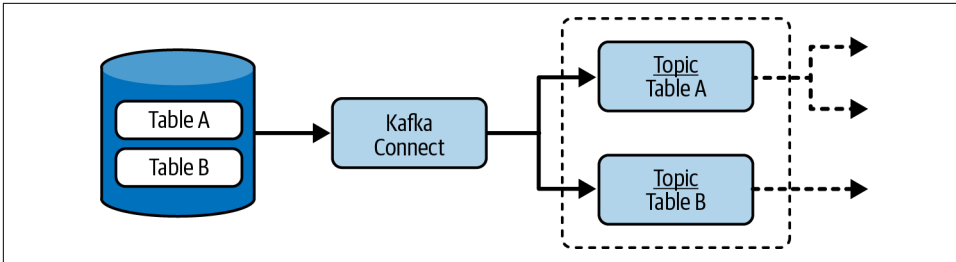 Table A
Table B
Kafka
Connect
Topic
Table A
Topic
Table B